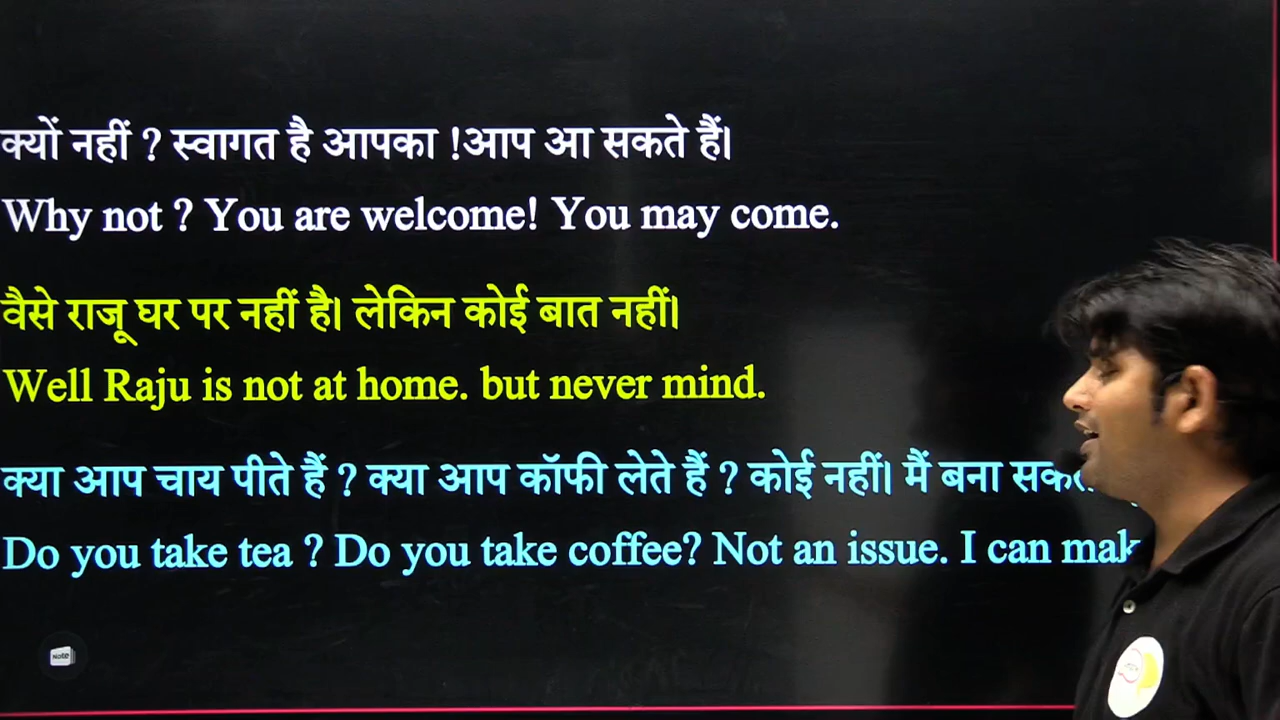 क्यों नहीं ? स्वागत है आपका !आप आ सकते हैं।
Why not ? You are welcome! You may come.
वैसे राजू घर पर नहीं है। लेकिन कोई बात नहीं।
Well Raju is not at home. but never mind.
क्या आप चाय पीते हैं ? क्या आप कॉफी लेते हैं ? कोई नहीं। मैं बना
Do you take tea ? Do you take coffee? Not an issue. I can
Note